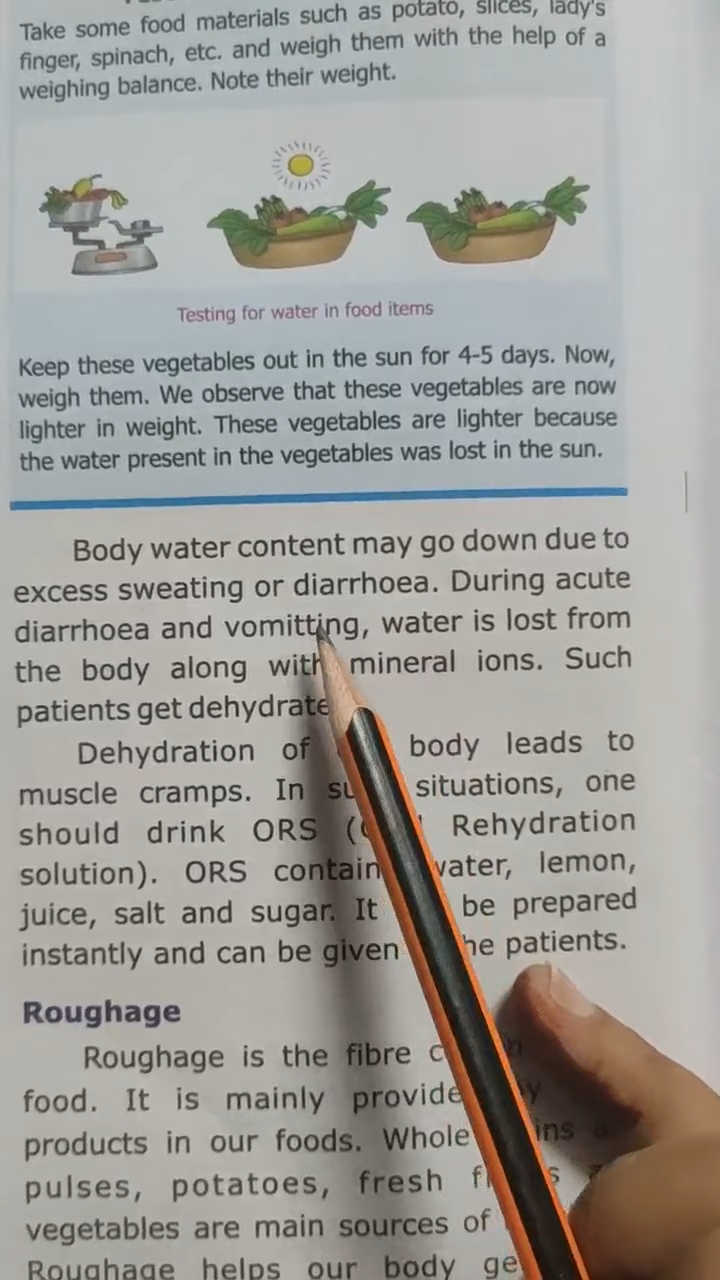 Take some food materials such as potato, slices, lady's
finger, spinach, etc. and weigh them with the help of a
weighing balance. Note their weight.
Testing for water in food items
Keep these vegetables out in the sun for 4-5 days. Now,
weigh them. We observe that these vegetables are now
lighter in weight. These vegetables are lighter because
the water present in the vegetables was lost in the sun.
Body water content may go down due to
excess sweating or diarrhoea. During acute
diarrhoea and vomitting, water is lost from
the body along with mineral ions. Such
patients get dehydrate
Dehydration of body leads to
muscle cramps. In situations, one
should drink ORS ( Rehydration
solution). ORS contain water, lemon,
juice, salt and sugar. It be prepared
instantly and can be given the patients.
Roughage
Roughage is the fibre
food. It is mainly provide
products in our foods. Whole
pulses, potatoes, fresh
vegetables are main sources of
Roughage helps our body